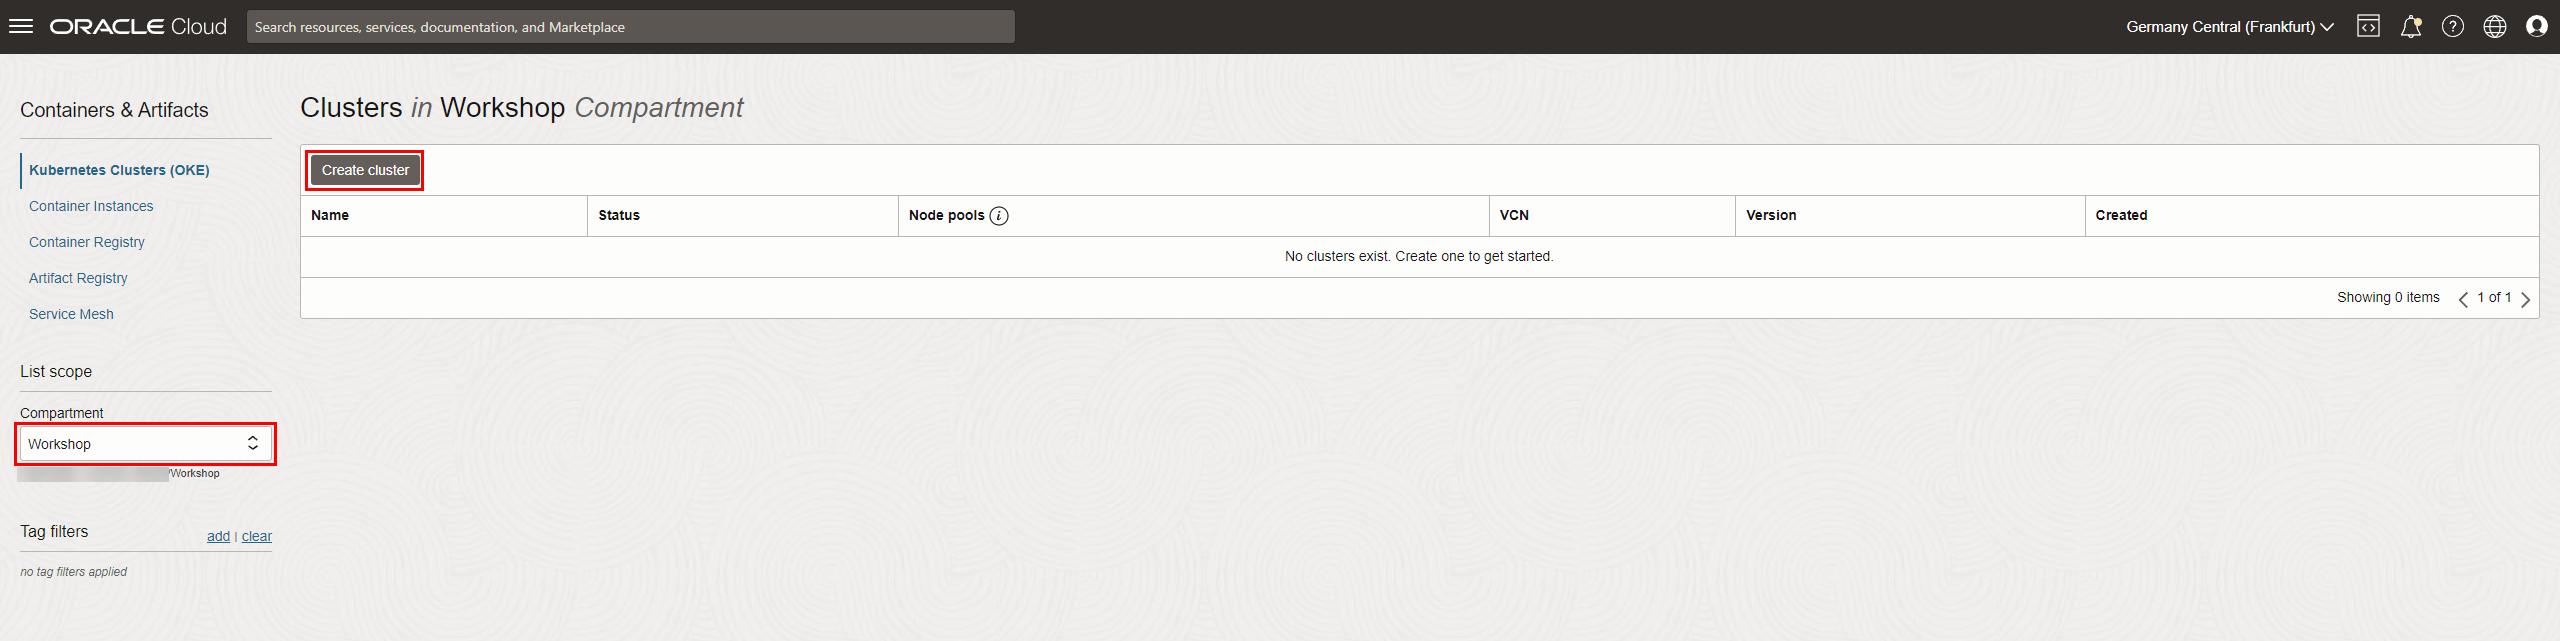 ORACLE Cloud
Search resources, services, documentation, and Marketplace
Germany Central (Frankfurt)
Containers & Artifacts
Kubernetes Clusters (OKE)
Container Instances
Container Registry
Artifact Registry
Service Mesh
List scope
Compartment
Workshop
/Workshop
Tag filters
add | clear
no tag filters applied
Clusters in Workshop Compartment
Create cluster
Name Status Node pools VCN Version Created
No clusters exist. Create one to get started.
Showing 0 items 1 of 1